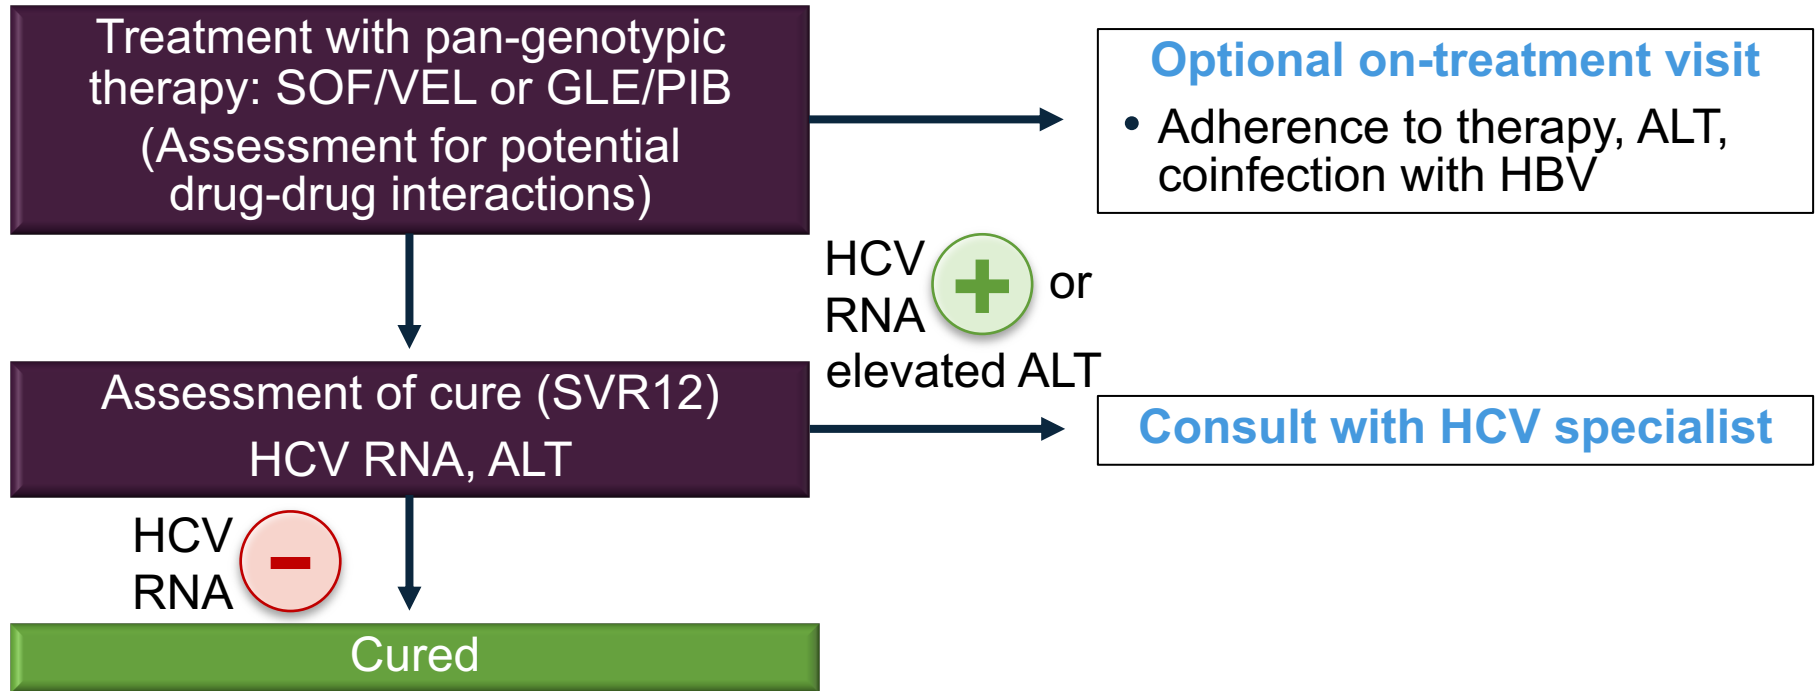 Treatment with pan-genotypic
therapy: SOF/VEL or GLE/PIB
(Assessment for potential
drug-drug interactions)
Optional on-treatment visit
• Adherence to therapy, ALT,
coinfection with HBV
HCV
RNA + or
elevated ALT
Assessment of cure (SVR12)
HCV RNA, ALT
Consult with HCV specialist
HCV
RNA −
Cured